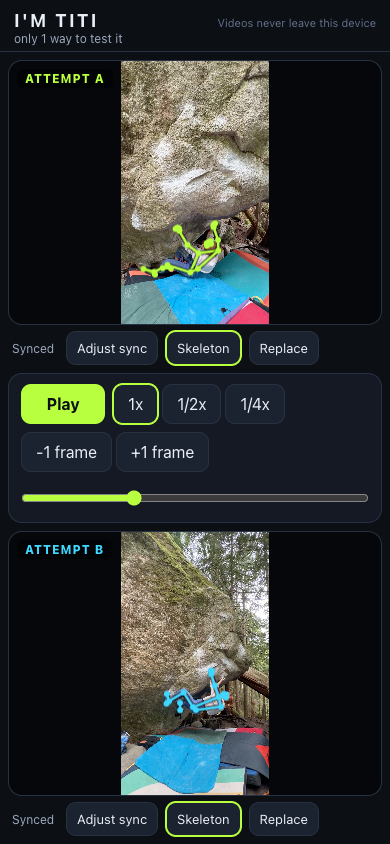 I'M TITI
only 1 way to test it
Videos never leave this device
ATTEMPT A
Synced
Adjust sync
Skeleton
Replace
Play
1x
1/2x
1/4x
-1 frame
+1 frame
ATTEMPT B
Synced
Adjust sync
Skeleton
Replace